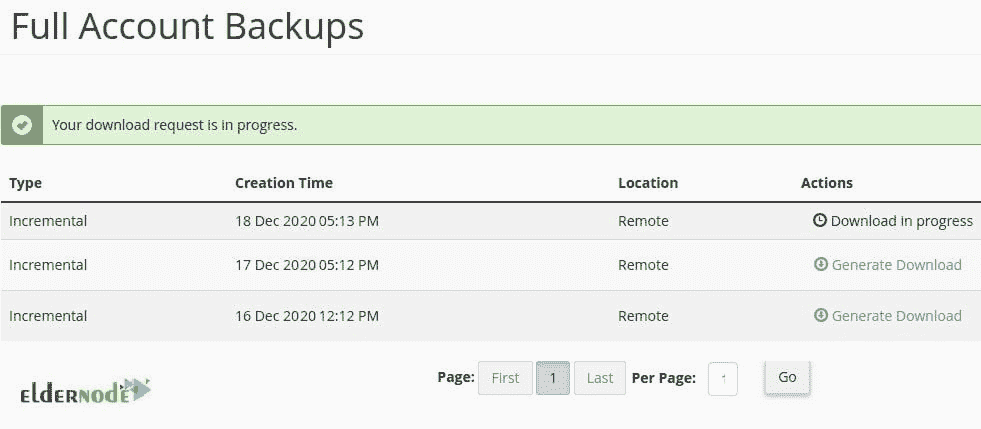 Full Account Backups
Your download request is in progress.
Type Creation Time Location Actions
Incremental 18 Dec 2020 05:13 PM Remote Download in progress
Incremental 17 Dec 2020 05:12 PM Remote Generate Download
Incremental 16 Dec 2020 12:12 PM Remote Generate Download
Page: First 1 Last Per Page: Go
eldernode